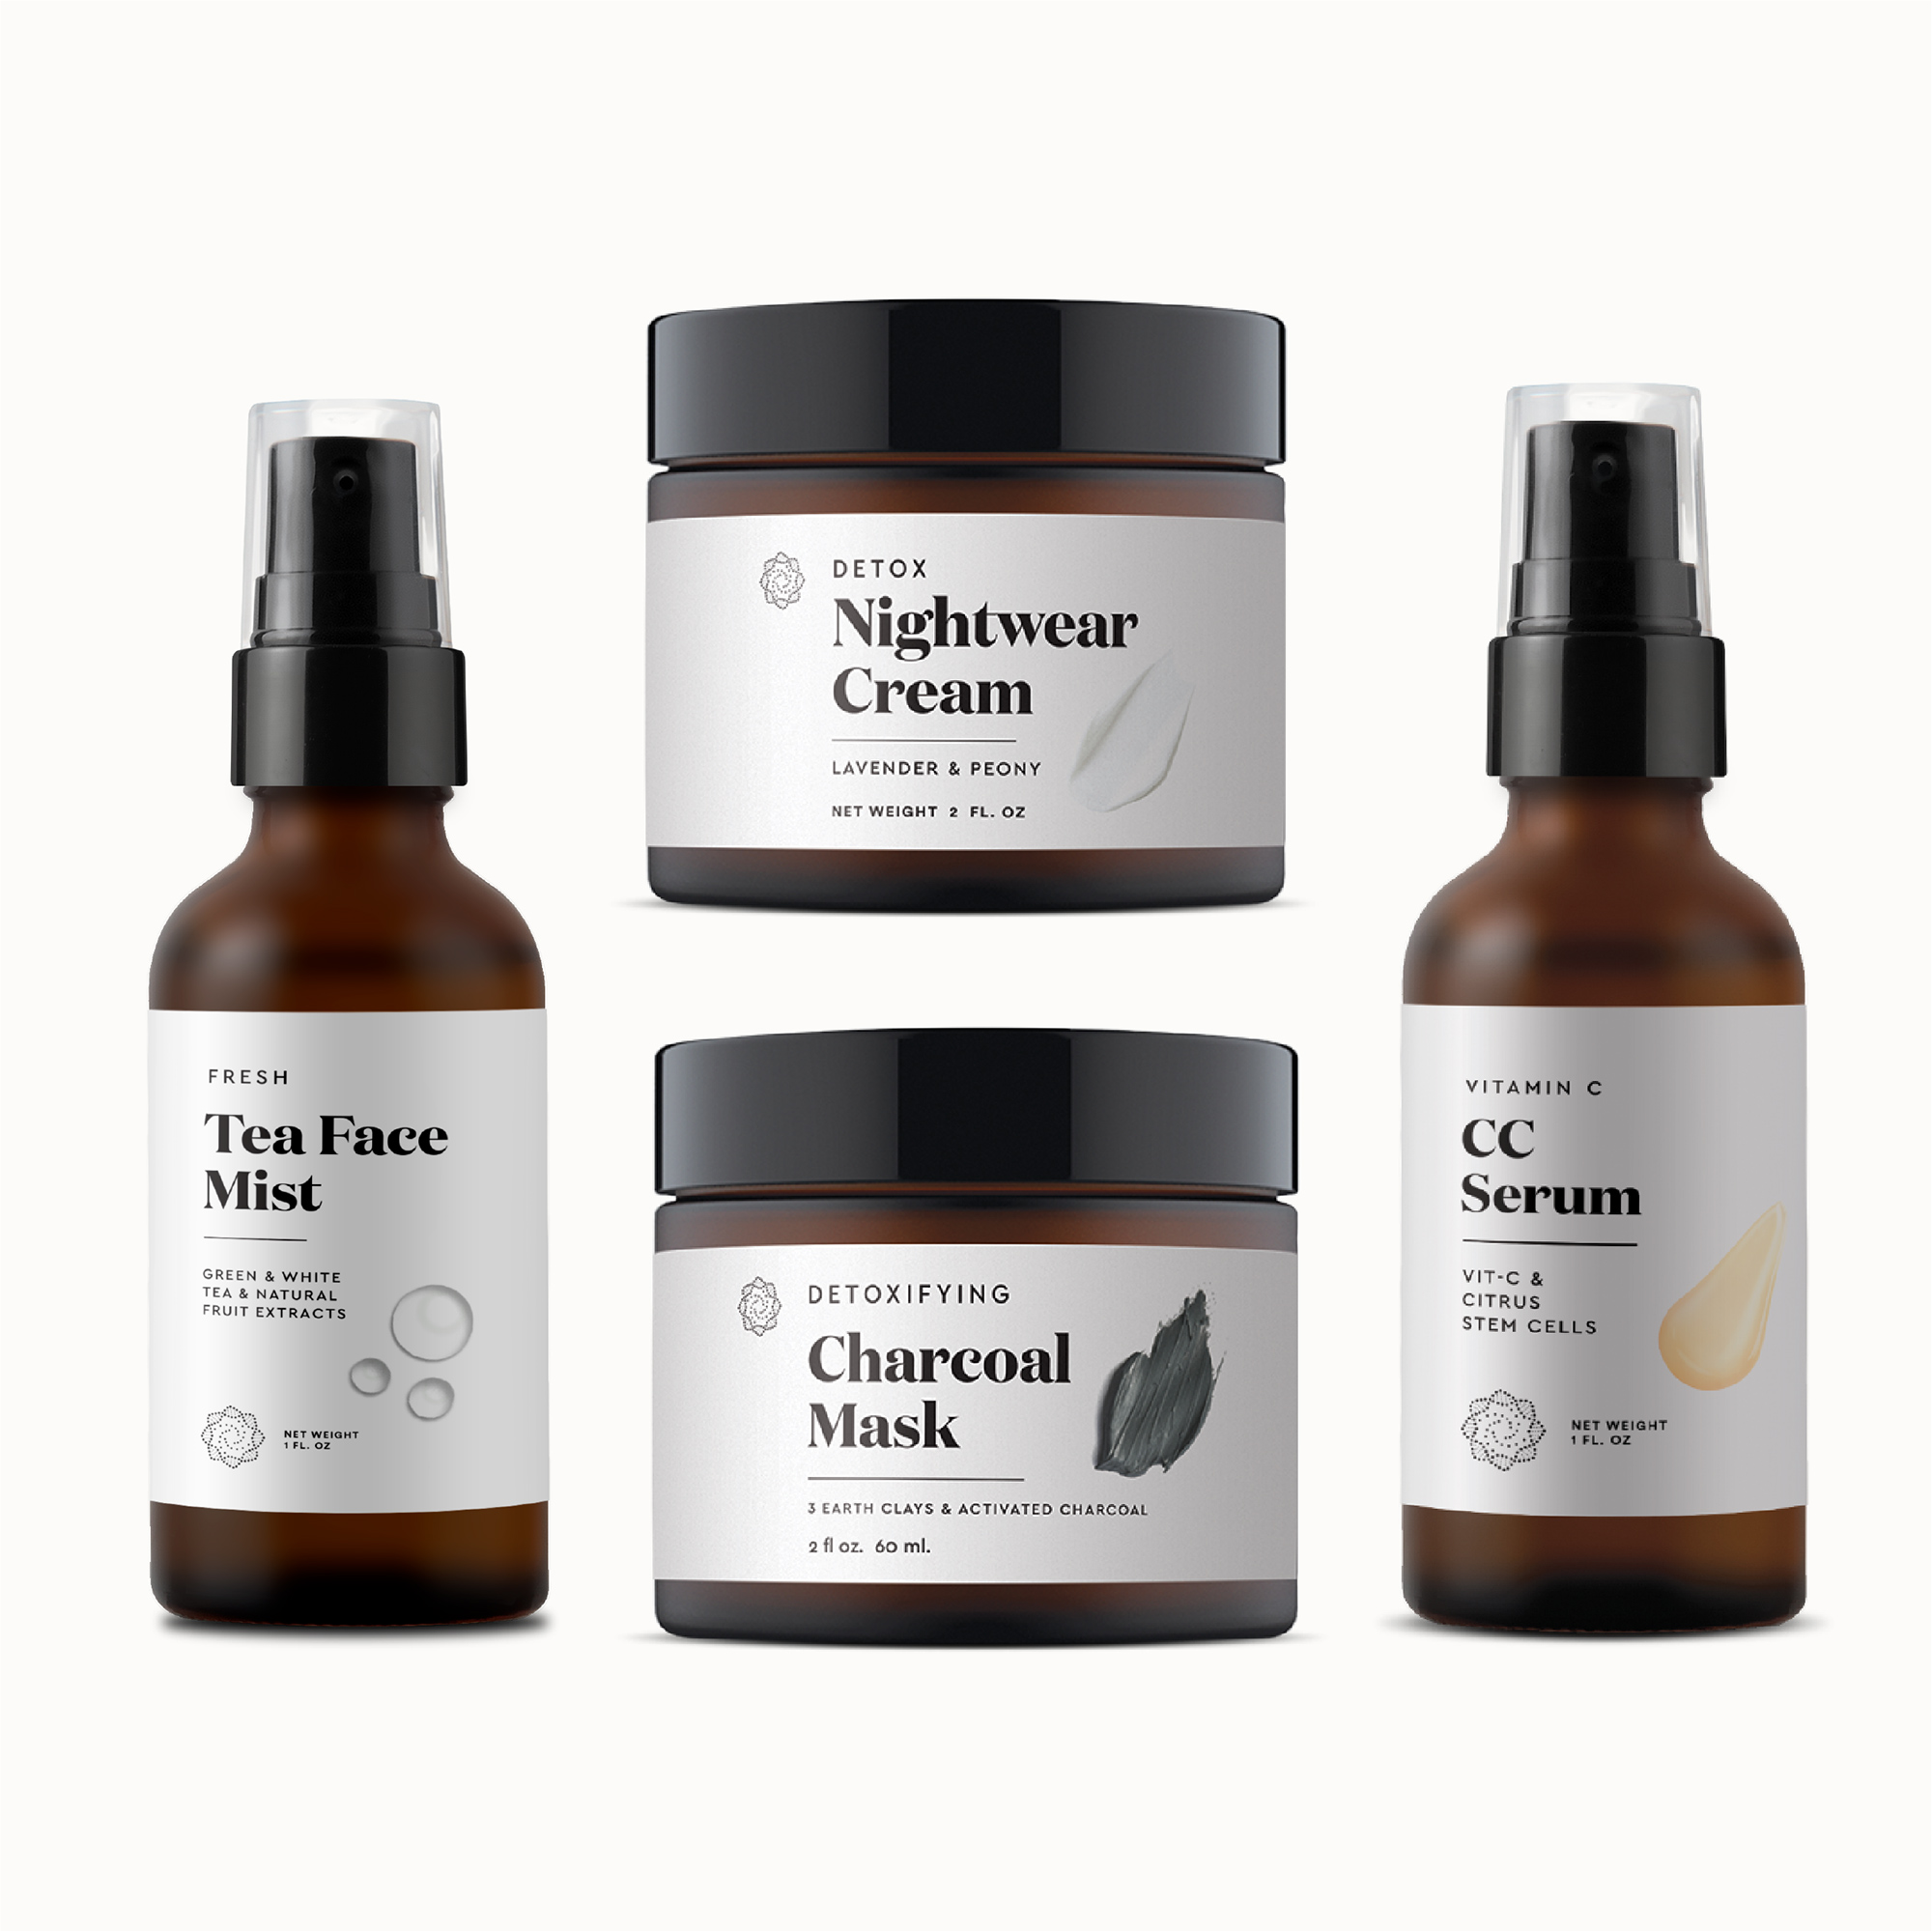 FRESH
Tea Face
Mist
GREEN & WHITE
TEA & NATURAL
FRUIT EXTRACTS
NET WEIGHT
1 FL. OZ
DETOX
Nightwear
Cream
LAVENDER & PEONY
NET WEIGHT 2 FL. OZ
DETOXIFYING
Charcoal
Mask
3 EARTH CLAYS & ACTIVATED CHARCOAL
2 fl oz. 60 ml.
VITAMIN C
CC
Serum
VIT-C &
CITRUS
STEM CELLS
NET WEIGHT
1 FL. OZ